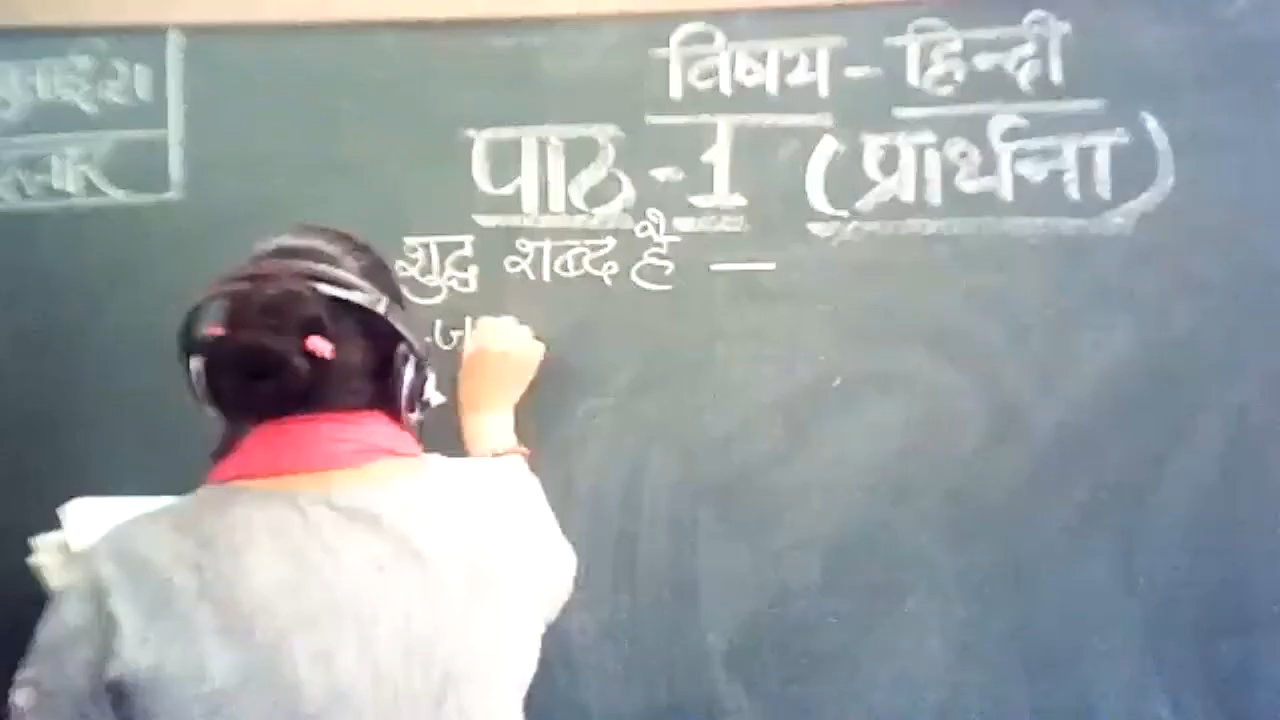 विषय - हिन्दी
पाठ - 1 (प्रार्थना)
शुद्ध शब्द है —